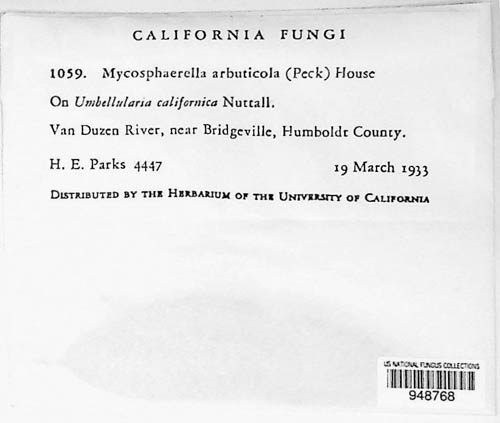 CALIFORNIA FUNGI
1059. Mycosphaerella arbuticola (Peck) House
On Umbellularia californica Nuttall.
Van Duzen River, near Bridgeville, Humboldt County.
H. E. Parks 4447 19 March 1933
DISTRIBUTED BY THE HERBARIUM OF THE UNIVERSITY OF CALIFORNIA
US NATIONAL FUNGUS COLLECTIONS
948768